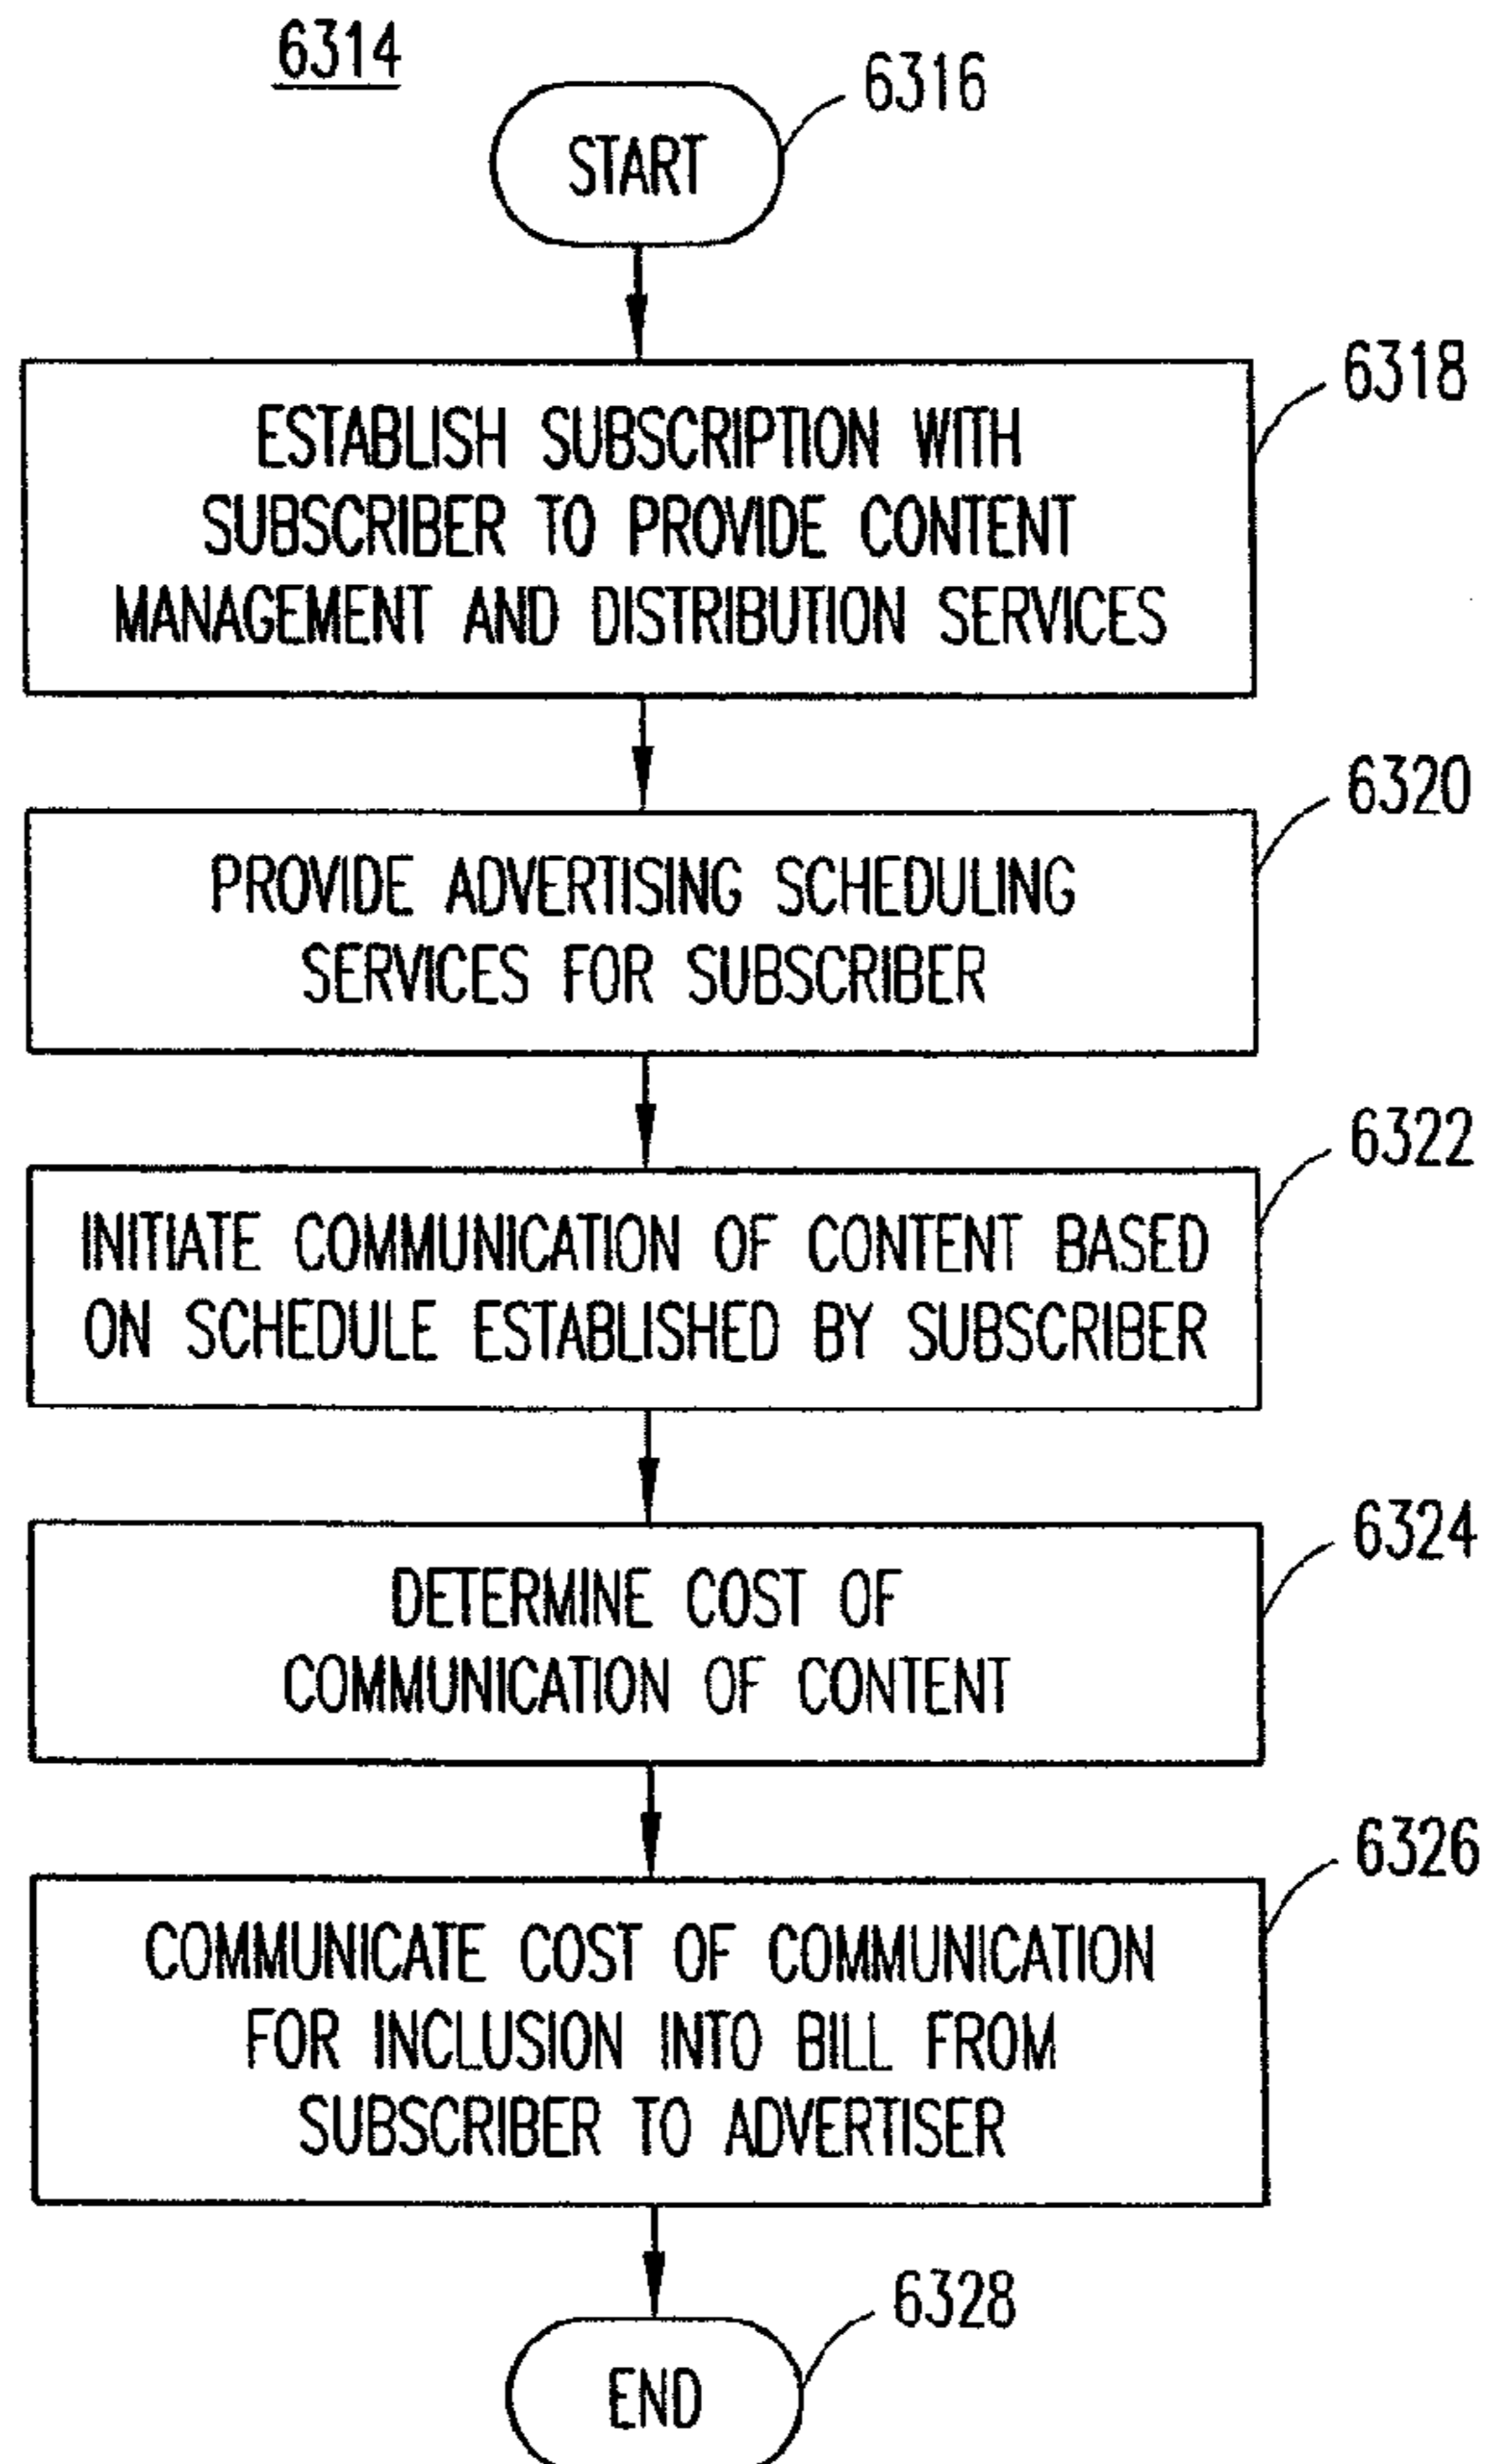 6314
6316
START
6318
ESTABLISH SUBSCRIPTION WITH
SUBSCRIBER TO PROVIDE CONTENT
MANAGEMENT AND DISTRIBUTION SERVICES
6320
PROVIDE ADVERTISING SCHEDULING
SERVICES FOR SUBSCRIBER
6322
INITIATE COMMUNICATION OF CONTENT BASED
ON SCHEDULE ESTABLISHED BY SUBSCRIBER
6324
DETERMINE COST OF
COMMUNICATION OF CONTENT
6326
COMMUNICATE COST OF COMMUNICATION
FOR INCLUSION INTO BILL FROM
SUBSCRIBER TO ADVERTISER
6328
END